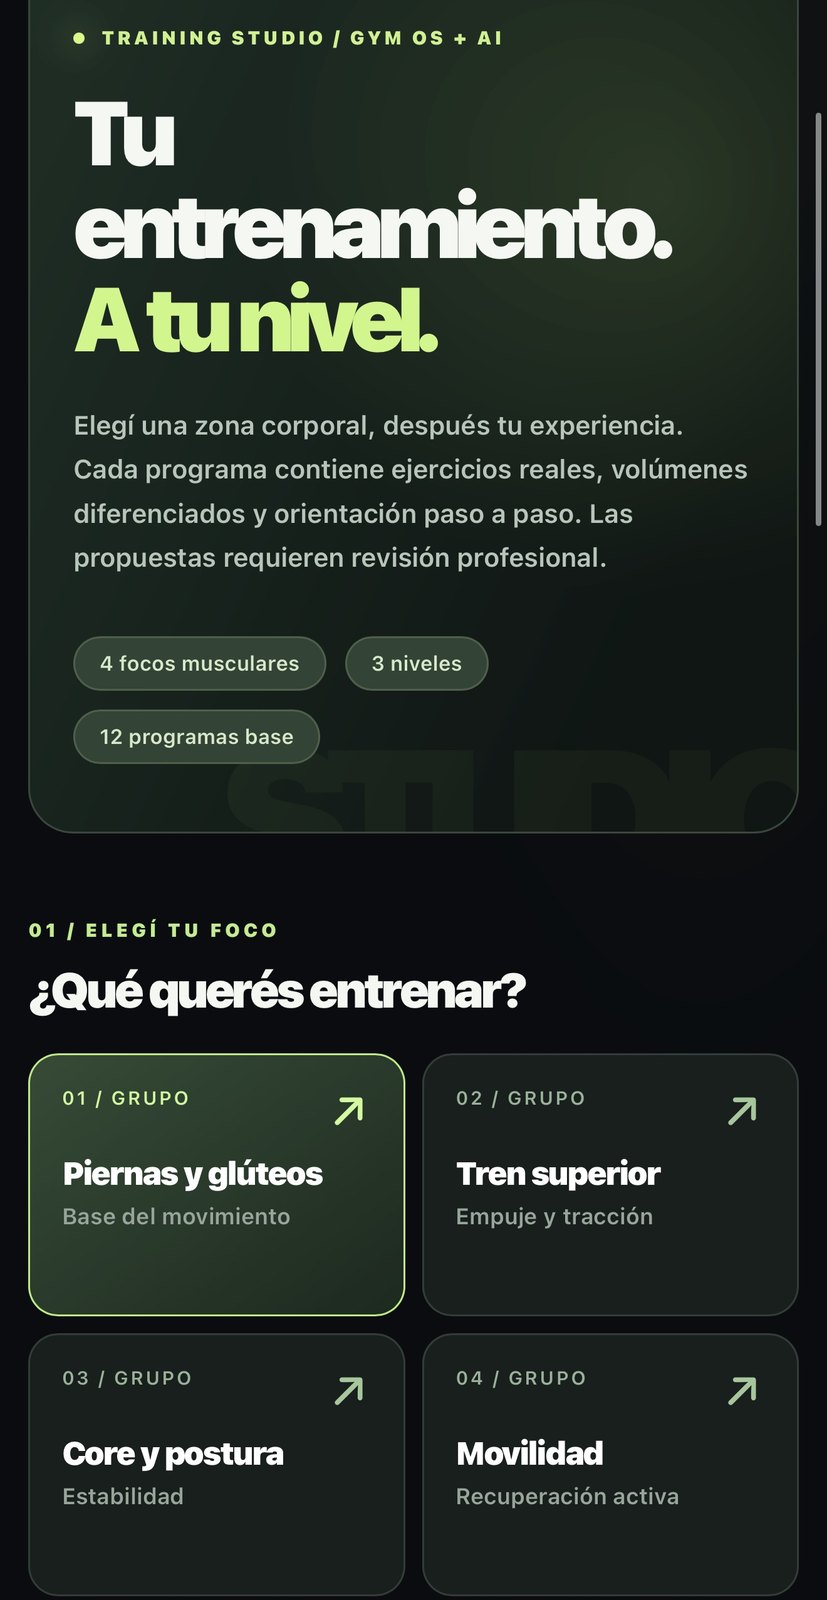 TRAINING STUDIO / GYM OS + AI
Tu
entrenamiento.
A tu nivel.
Elegí una zona corporal, después tu experiencia.
Cada programa contiene ejercicios reales, volúmenes
diferenciados y orientación paso a paso. Las
propuestas requieren revisión profesional.
4 focos musculares
3 niveles
12 programas base
STUDIO
01 / ELEGÍ TU FOCO
¿Qué querés entrenar?
01 / GRUPO
Piernas y glúteos
Base del movimiento
02 / GRUPO
Tren superior
Empuje y tracción
03 / GRUPO
Core y postura
Estabilidad
04 / GRUPO
Movilidad
Recuperación activa